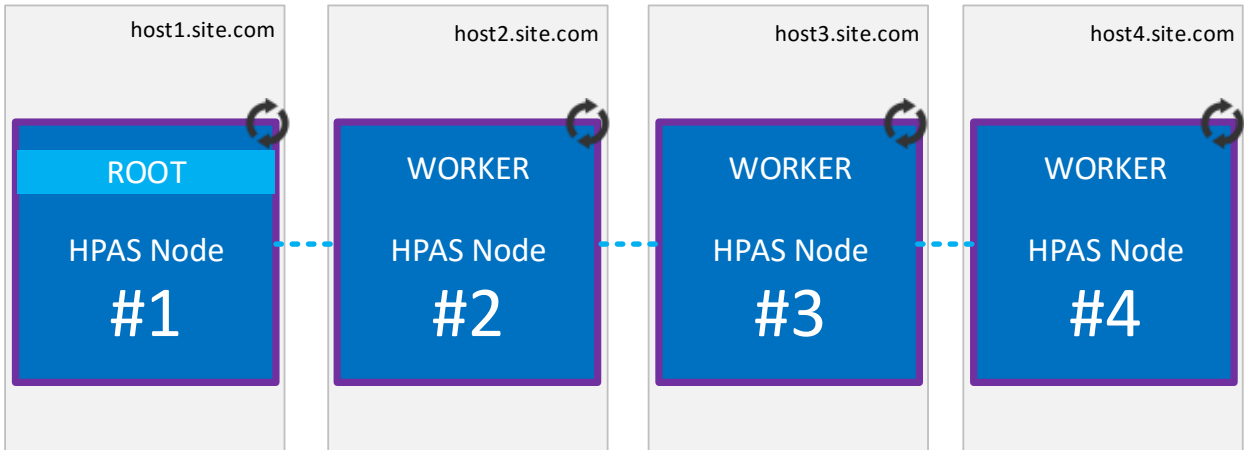 host1.site.com
ROOT
HPAS Node
#1
host2.site.com
WORKER
HPAS Node
#2
host3.site.com
WORKER
HPAS Node
#3
host4.site.com
WORKER
HPAS Node
#4